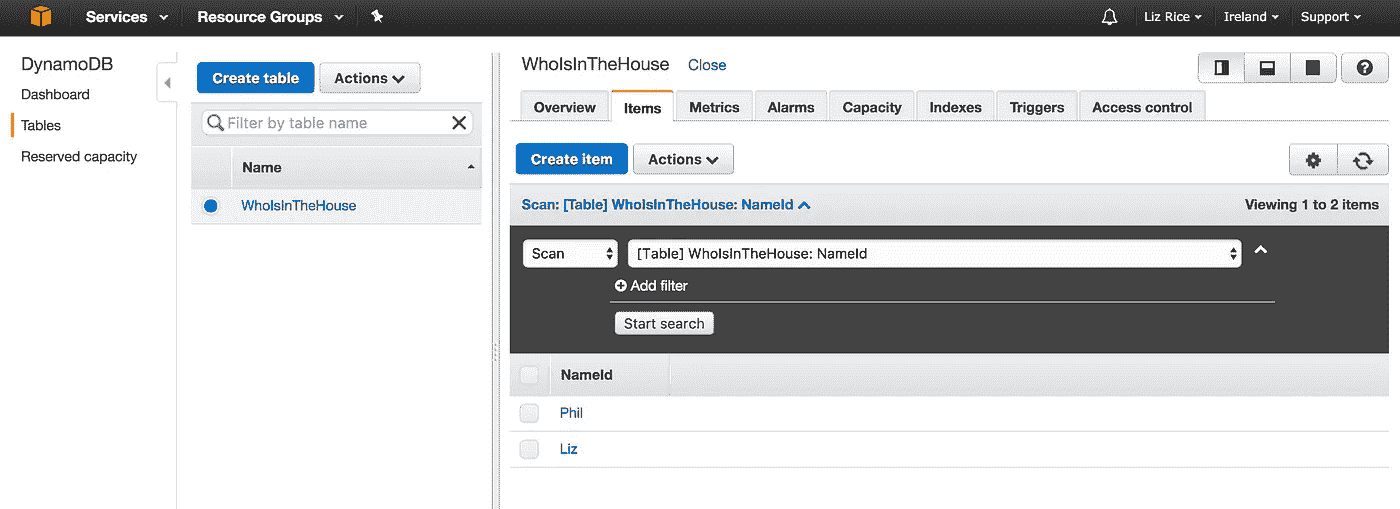 Services Resource Groups Liz Rice Ireland Support
DynamoDB
Dashboard
Tables
Reserved capacity
Create table Actions
Filter by table name
Name
WhoIsInTheHouse
WhoIsInTheHouse Close
Overview Items Metrics Alarms Capacity Indexes Triggers Access control
Create item Actions
Scan: [Table] WhoIsInTheHouse: NameId Viewing 1 to 2 items
Scan [Table] WhoIsInTheHouse: NameId
Add filter
Start search
NameId
Phil
Liz